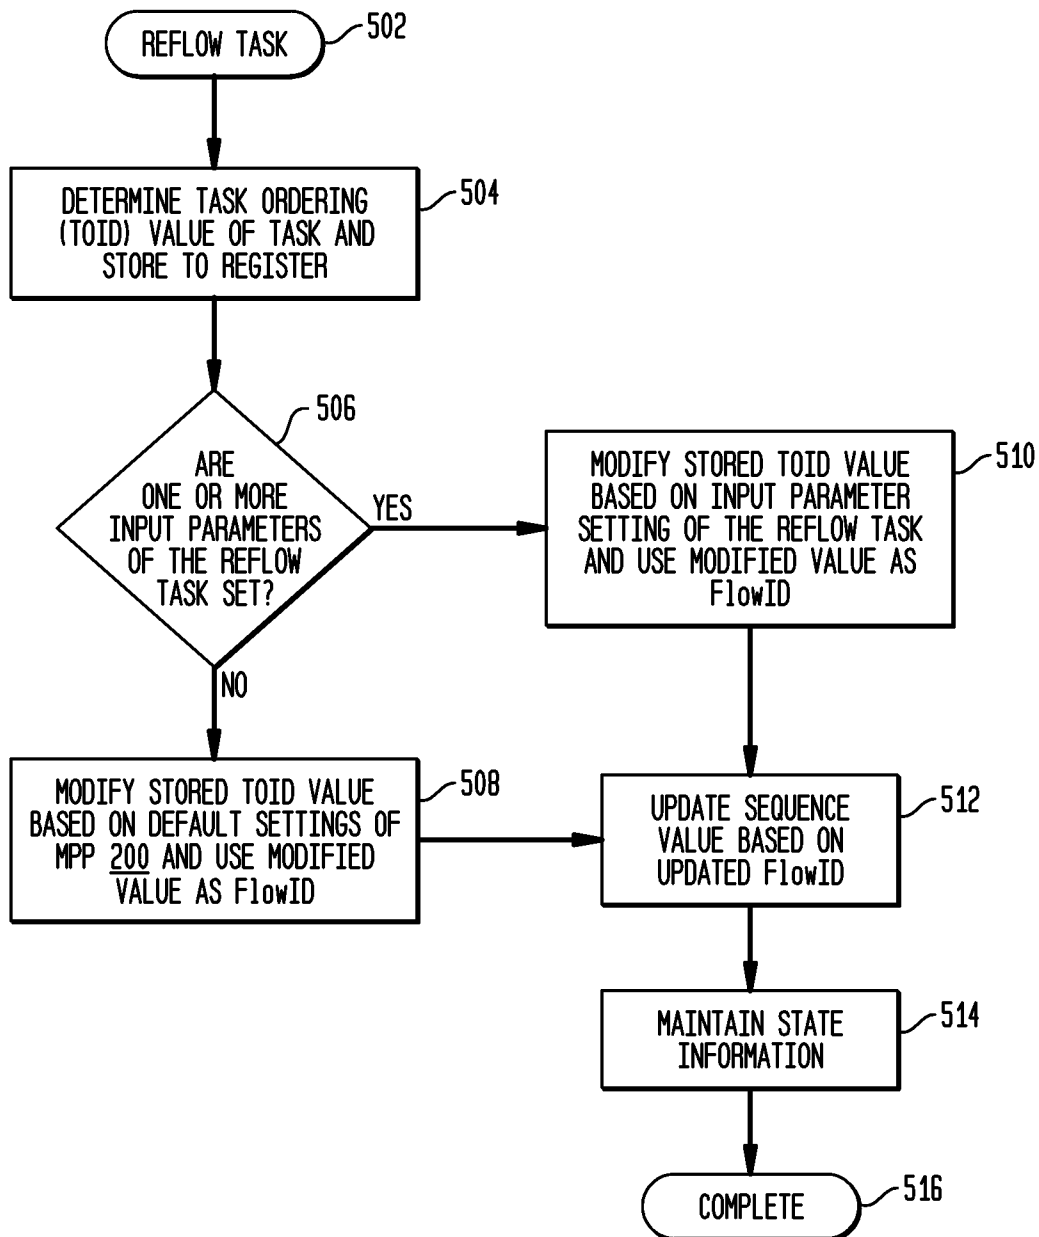 REFLOW TASK
502
DETERMINE TASK ORDERING
(TOID) VALUE OF TASK AND
STORE TO REGISTER
504
506
ARE
ONE OR MORE
INPUT PARAMETERS
OF THE REFLOW
TASK SET?
YES
NO
MODIFY STORED TOID VALUE
BASED ON INPUT PARAMETER
SETTING OF THE REFLOW TASK
AND USE MODIFIED VALUE AS
FlowID
510
MODIFY STORED TOID VALUE
BASED ON DEFAULT SETTINGS OF
MPP 200 AND USE MODIFIED
VALUE AS FlowID
508
UPDATE SEQUENCE
VALUE BASED ON
UPDATED FlowID
512
MAINTAIN STATE
INFORMATION
514
COMPLETE
516